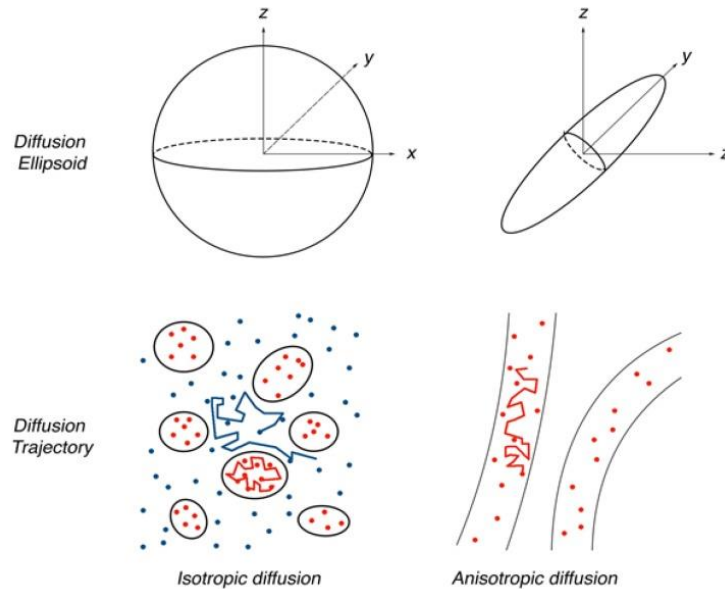 z
z
y
y
Diffusion
Ellipsoid
x
z
Diffusion
Trajectory
Isotropic diffusion
Anisotropic diffusion